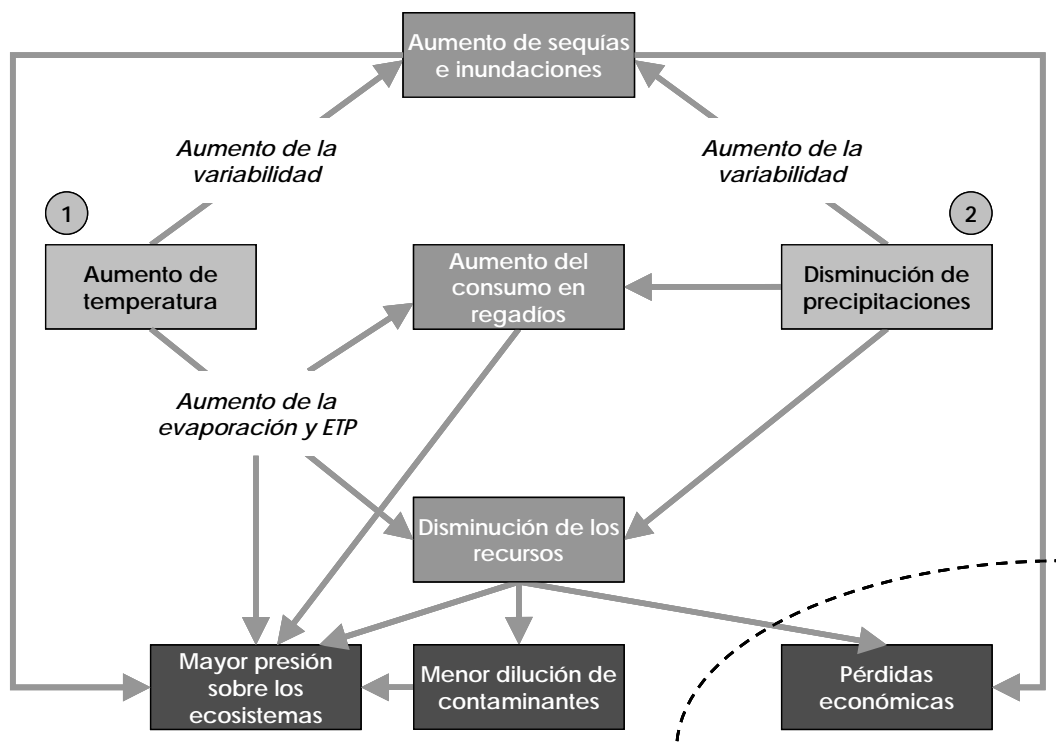 Aumento de sequías
e inundaciones
Aumento de la
variabilidad
Aumento de la
variabilidad
1
2
Aumento de
temperatura
Aumento del
consumo en
regadíos
Disminución de
precipitaciones
Aumento de la
evaporación y ETP
Disminución de los
recursos
Mayor presión
sobre los
ecosistemas
Menor dilución de
contaminantes
Pérdidas
económicas